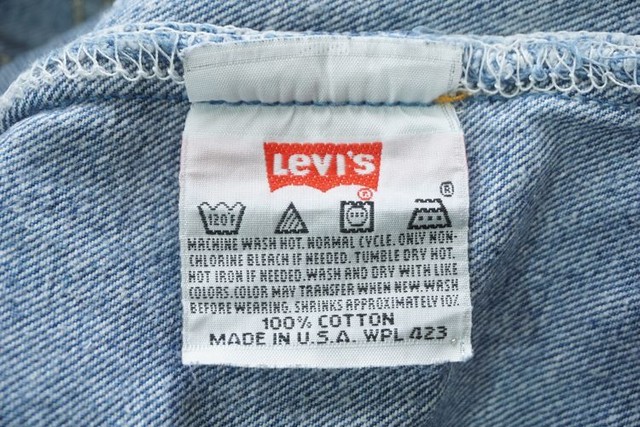 Levi's
®
®
120°F
MACHINE WASH HOT. NORMAL CYCLE. ONLY NON-
CHLORINE BLEACH IF NEEDED. TUMBLE DRY HOT.
HOT IRON IF NEEDED. WASH AND DRY WITH LIKE
COLORS. COLOR MAY TRANSFER WHEN NEW. WASH
BEFORE WEARING. SHRINKS APPROXIMATELY 10%
100% COTTON
MADE IN U.S.A. WPL 423